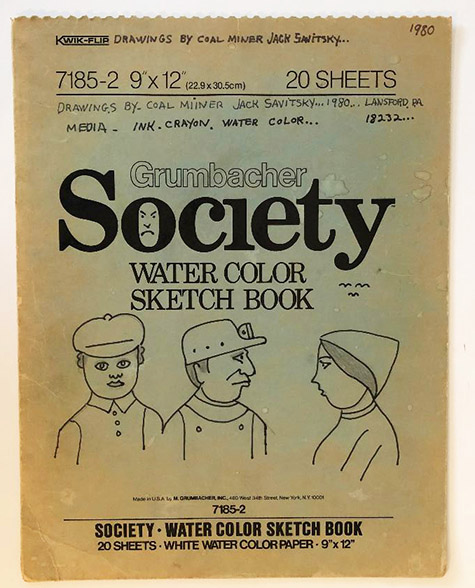 KWIK-FLIP DRAWINGS BY COAL MINER JACK SAVITSKY... 1980
7185-2 9"x12" (22.9 x 30.5cm) 20 SHEETS
DRAWINGS BY COAL MIINER JACK SAVITSKY... 1980... LANSFORD, PA
MEDIA - INK. CRAYON. WATER COLOR... 18232...
Grumbacher
Society
WATER COLOR
SKETCH BOOK
Made in U.S.A. by M. GRUMBACHER, INC., 460 West 34th Street, New York, N.Y. 10001
7185-2
SOCIETY · WATER COLOR SKETCH BOOK
20 SHEETS · WHITE WATER COLOR PAPER · 9"x 12"